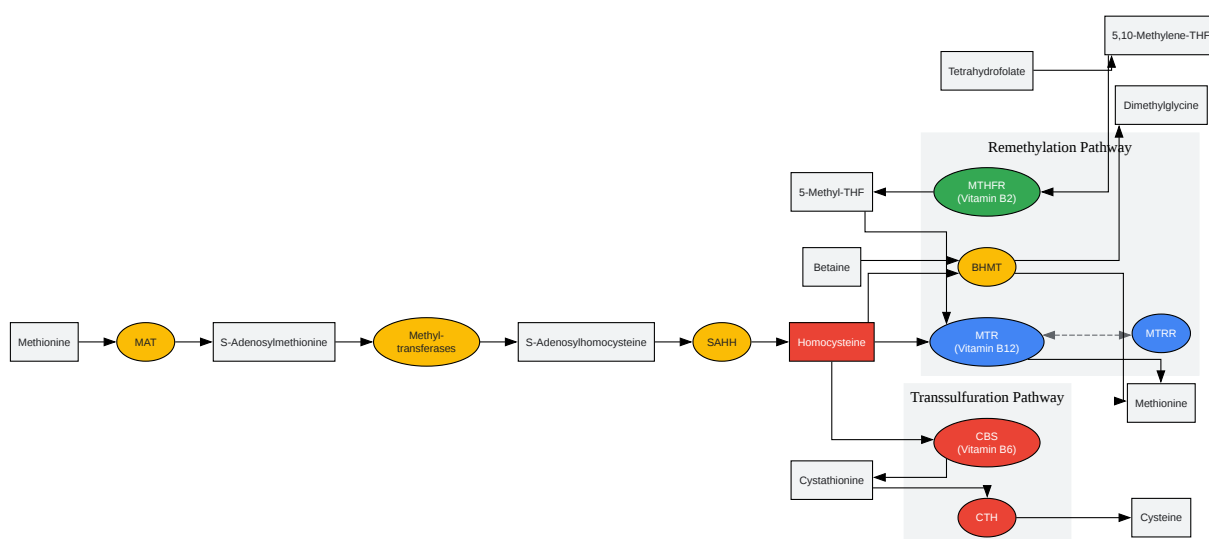 5,10-Methylene-THF
Tetrahydrofolate
Dimethylglycine
Remethylation Pathway
5-Methyl-THF
MTHFR
(Vitamin B2)
Betaine
BHMT
Methionine
MAT
S-Adenosylmethionine
Methyl-
transferases
S-Adenosylhomocysteine
SAHH
Homocysteine
MTR
(Vitamin B12)
MTRR
Methionine
Transsulfuration Pathway
CBS
(Vitamin B6)
Cystathionine
CTH
Cysteine